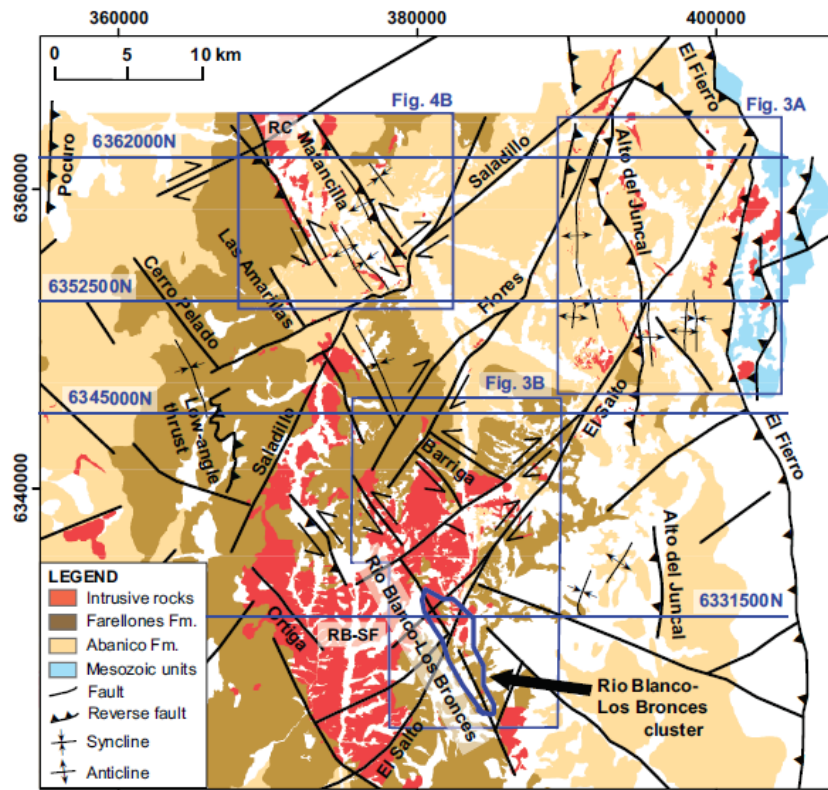 360000
380000
400000
0 5 10 km
Fig. 4B
El Fierro
Fig. 3A
RC
6362000N
Pocuro
Matancilla
Saladillo
Alto del Juncal
6360000
Las Amarillas
Cerro Pelado
6352500N
Flores
Fig. 3B
6345000N
Low-angle
thrust
Saladillo
El Salto
Barriga
El Fierro
6340000
Alto del Juncal
LEGEND
Intrusive rocks
Farellones Fm.
Abanico Fm.
Mesozoic units
Fault
Reverse fault
Syncline
Anticline
Ortiga
RB-SF
Rio Blanco-Los Bronces
6331500N
Rio Blanco-
Los Bronces
cluster
El Salto